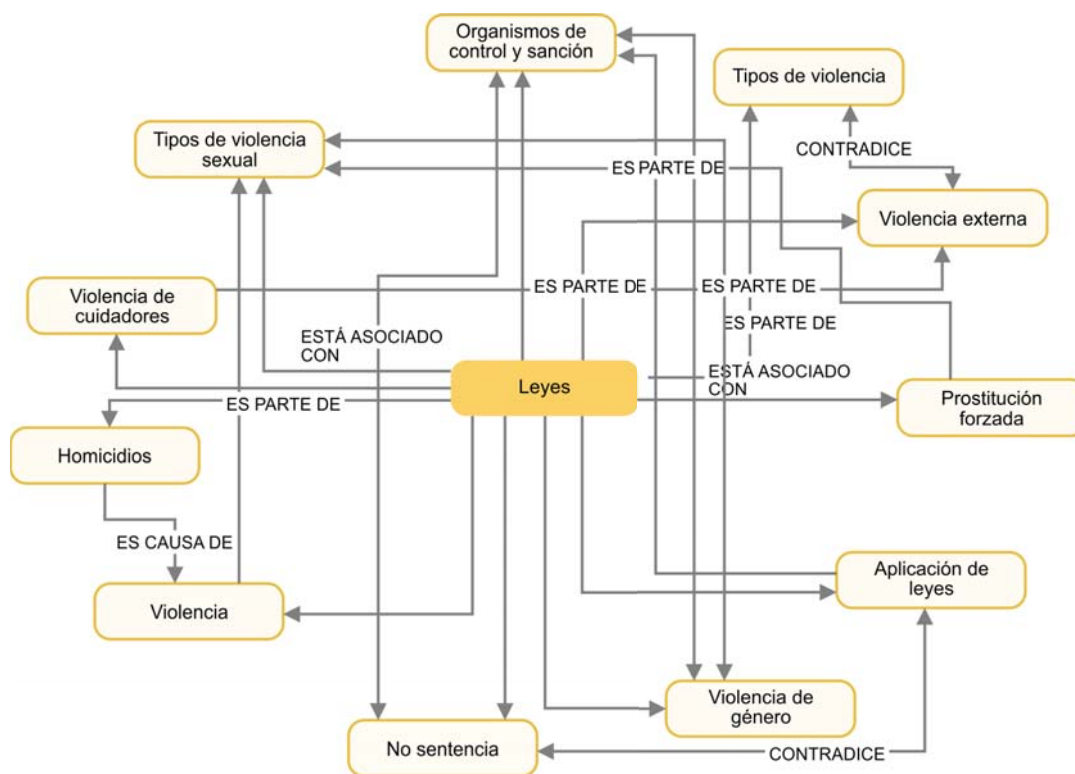 Organismos de
control y sanción
Tipos de violencia
Tipos de violencia
sexual
CONTRADICE
ES PARTE DE
Violencia externa
Violencia de
cuidadores
ES PARTE DE
ES PARTE DE
ES PARTE DE
ESTÁ ASOCIADO
CON
Leyes
ESTÁ ASOCIADO
CON
Prostitución
forzada
ES PARTE DE
Homicidios
ES CAUSA DE
Aplicación de
leyes
Violencia
Violencia de
género
No sentencia
CONTRADICE